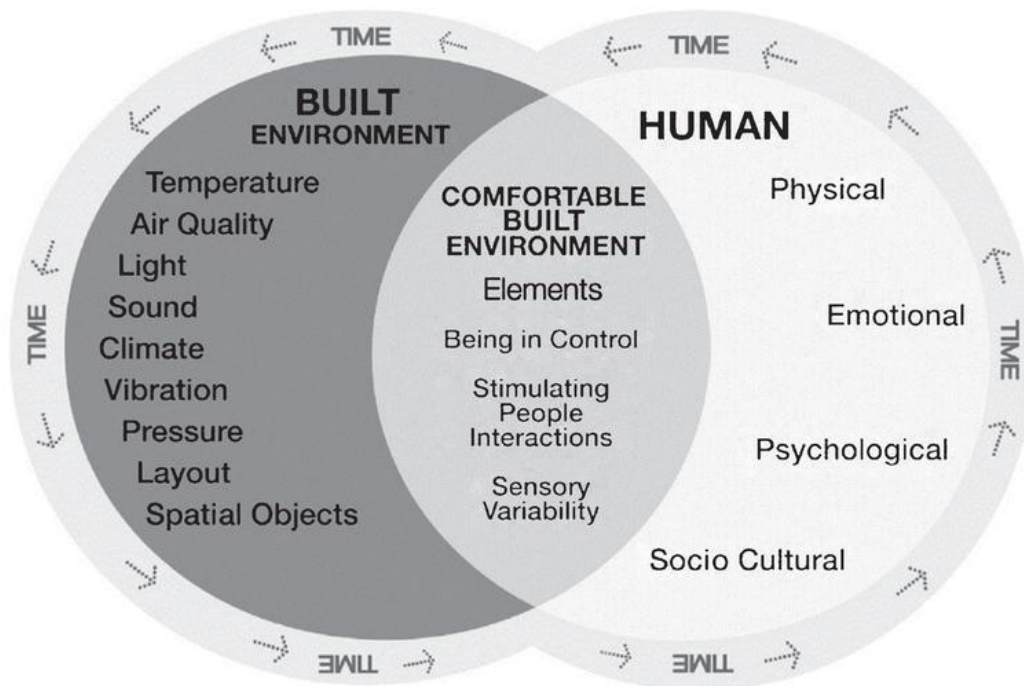 TIME
TIME
BUILT
ENVIRONMENT
HUMAN
Temperature
Air Quality
Light
Sound
Climate
Vibration
Pressure
Layout
Spatial Objects
COMFORTABLE
BUILT
ENVIRONMENT
Elements
Being in Control
Stimulating
People
Interactions
Sensory
Variability
Physical
Emotional
Psychological
Socio Cultural
TIME
TIME
TIME
TIME